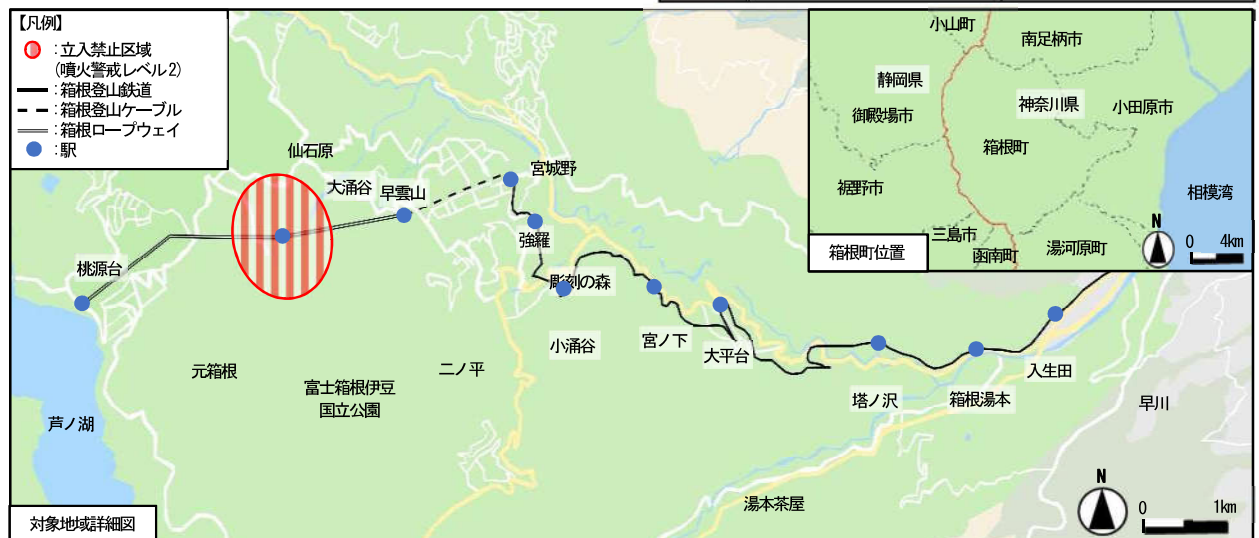 【凡例】
：立入禁止区域
(噴火警戒レベル2)
：箱根登山鉄道
：箱根登山ケーブル
：箱根ロープウェイ
：駅
小山町
南足柄市
静岡県
神奈川県
御殿場市
小田原市
箱根町
裾野市
相模湾
三島市
函南町
湯河原町
箱根町位置
N
0 4km
仙石原
大涌谷
早雲山
宮城野
強羅
桃源台
彫刻の森
小涌谷
宮ノ下
大平台
入生田
元箱根
二ノ平
富士箱根伊豆
国立公園
塔ノ沢
箱根湯本
早川
芦ノ湖
湯本茶屋
N
0 1km
対象地域詳細図